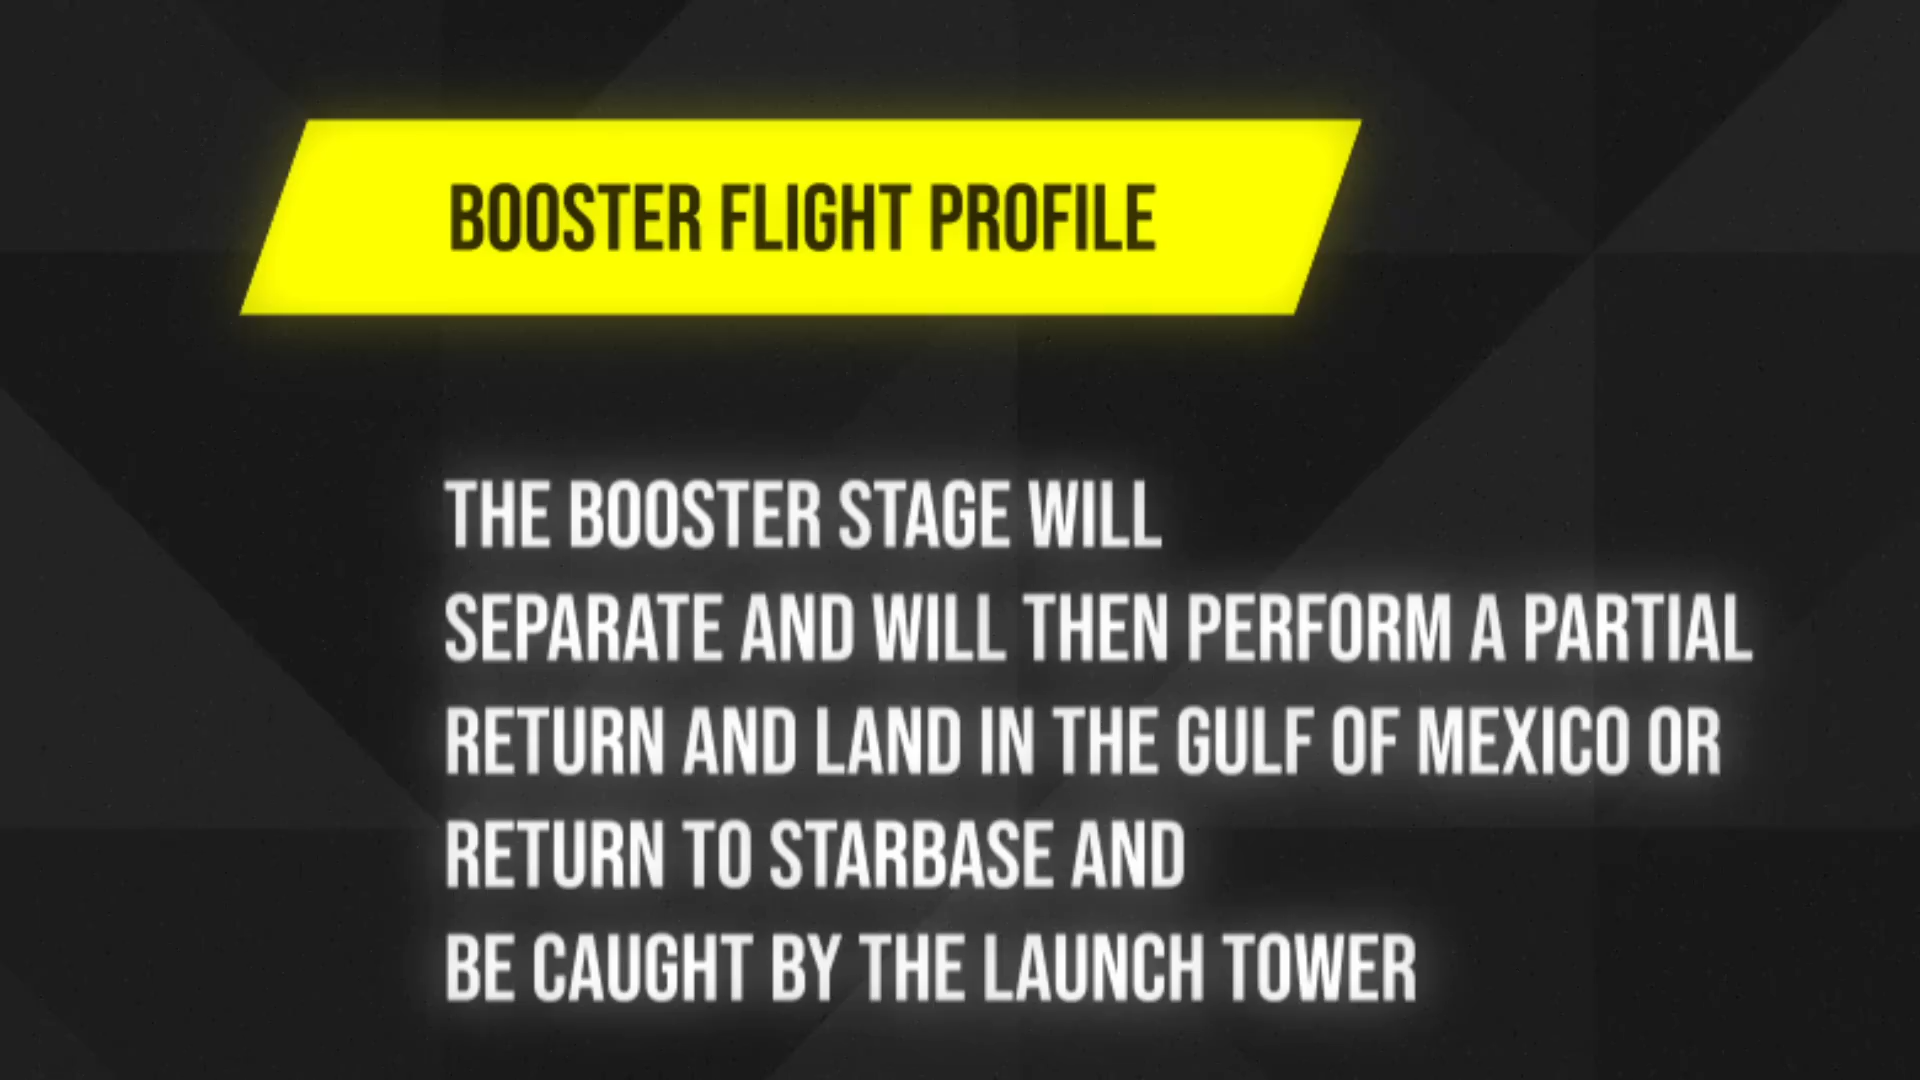 BOOSTER FLIGHT PROFILE
THE BOOSTER STAGE WILL
SEPARATE AND WILL THEN PERFORM A PARTIAL
RETURN AND LAND IN THE GULF OF MEXICO OR
RETURN TO STARBASE AND
BE CAUGHT BY THE LAUNCH TOWER